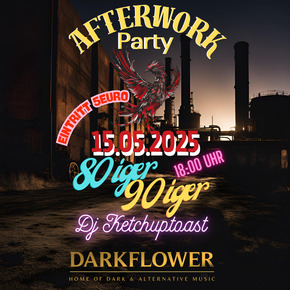 AFTERWORK
Party
EINTRITT 5EURO
15.05.2025
80iger
18:00 UHR
90iger
Dj Ketchuptoast
DARKFLOWER
HOME OF DARK & ALTERNATIVE MUSIC